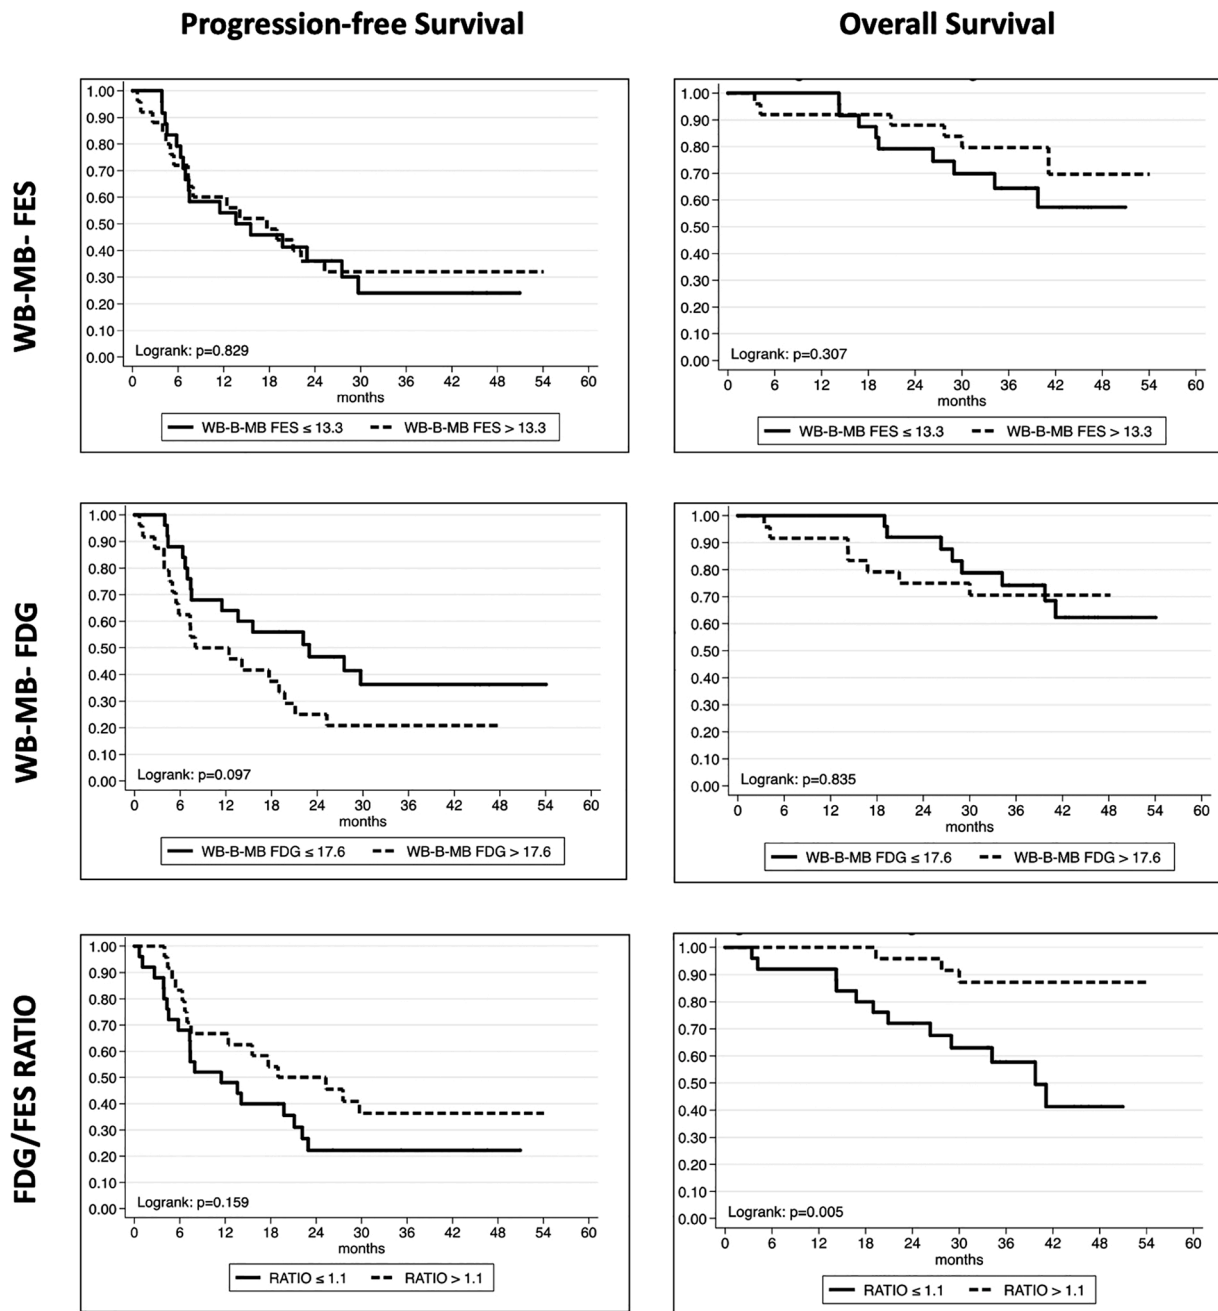 Progression-free Survival
Overall Survival
WB-MB- FES
1.00
0.90
0.80
0.70
0.60
0.50
0.40
0.30
0.20
0.10
0.00
Logrank: p=0.829
0 6 12 18 24 30 36 42 48 54 60
months
WB-B-MB FES ≤ 13.3 WB-B-MB FES > 13.3
1.00
0.90
0.80
0.70
0.60
0.50
0.40
0.30
0.20
0.10
0.00
Logrank: p=0.307
0 6 12 18 24 30 36 42 48 54 60
months
WB-B-MB FES ≤ 13.3 WB-B-MB FES > 13.3
WB-MB- FDG
1.00
0.90
0.80
0.70
0.60
0.50
0.40
0.30
0.20
0.10
0.00
Logrank: p=0.097
0 6 12 18 24 30 36 42 48 54 60
months
WB-B-MB FDG ≤ 17.6 WB-B-MB FDG > 17.6
1.00
0.90
0.80
0.70
0.60
0.50
0.40
0.30
0.20
0.10
0.00
Logrank: p=0.835
0 6 12 18 24 30 36 42 48 54 60
months
WB-B-MB FDG ≤ 17.6 WB-B-MB FDG > 17.6
FDG/FES RATIO
1.00
0.90
0.80
0.70
0.60
0.50
0.40
0.30
0.20
0.10
0.00
Logrank: p=0.159
0 6 12 18 24 30 36 42 48 54 60
months
RATIO ≤ 1.1 RATIO > 1.1
1.00
0.90
0.80
0.70
0.60
0.50
0.40
0.30
0.20
0.10
0.00
Logrank: p=0.005
0 6 12 18 24 30 36 42 48 54 60
months
RATIO ≤ 1.1 RATIO > 1.1